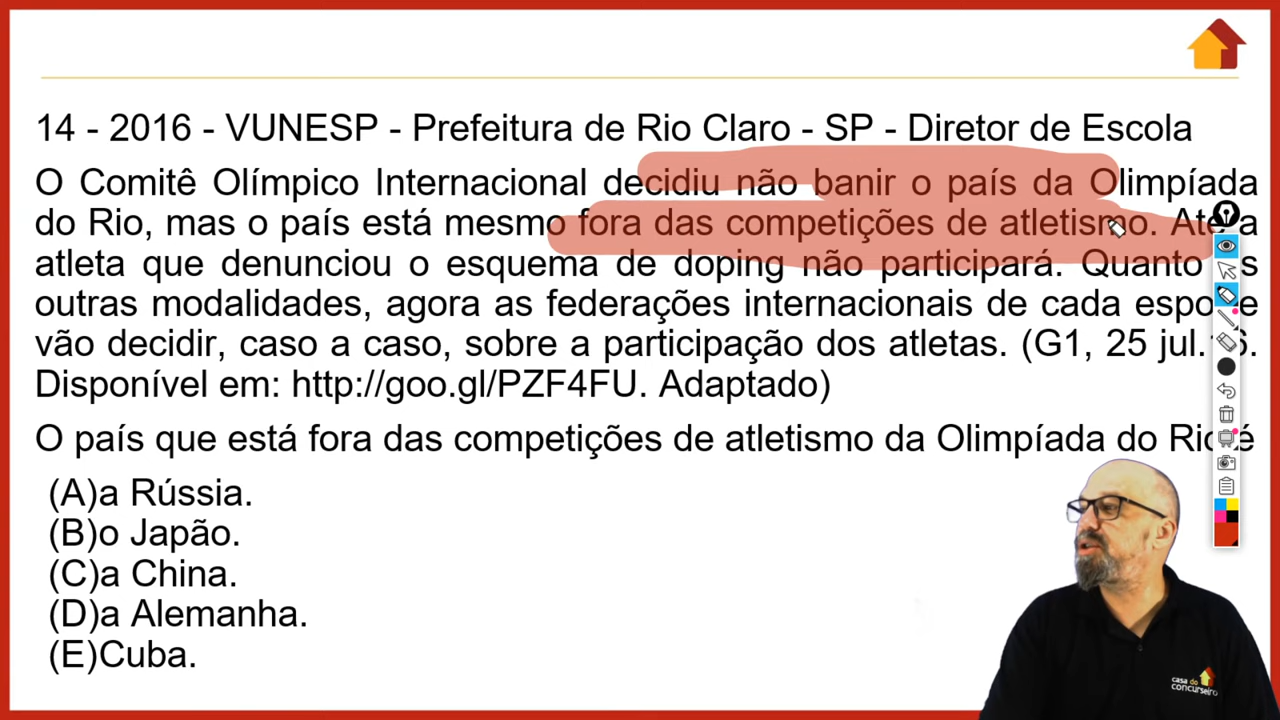 14 - 2016 - VUNESP - Prefeitura de Rio Claro - SP - Diretor de Escola
O Comitê Olímpico Internacional decidiu não banir o país da Olimpíada
do Rio, mas o país está mesmo fora das competições de atletismo. Até a
atleta que denunciou o esquema de doping não participará. Quanto
outras modalidades, agora as federações internacionais de cada
vão decidir, caso a caso, sobre a participação dos atletas. (G1, 25 jul.
Disponível em: http://goo.gl/PZF4FU. Adaptado)
O país que está fora das competições de atletismo da Olimpíada do Rio é
(A)a Rússia.
(B)o Japão.
(C)a China.
(D)a Alemanha.
(E)Cuba.
casa do
concurseiro